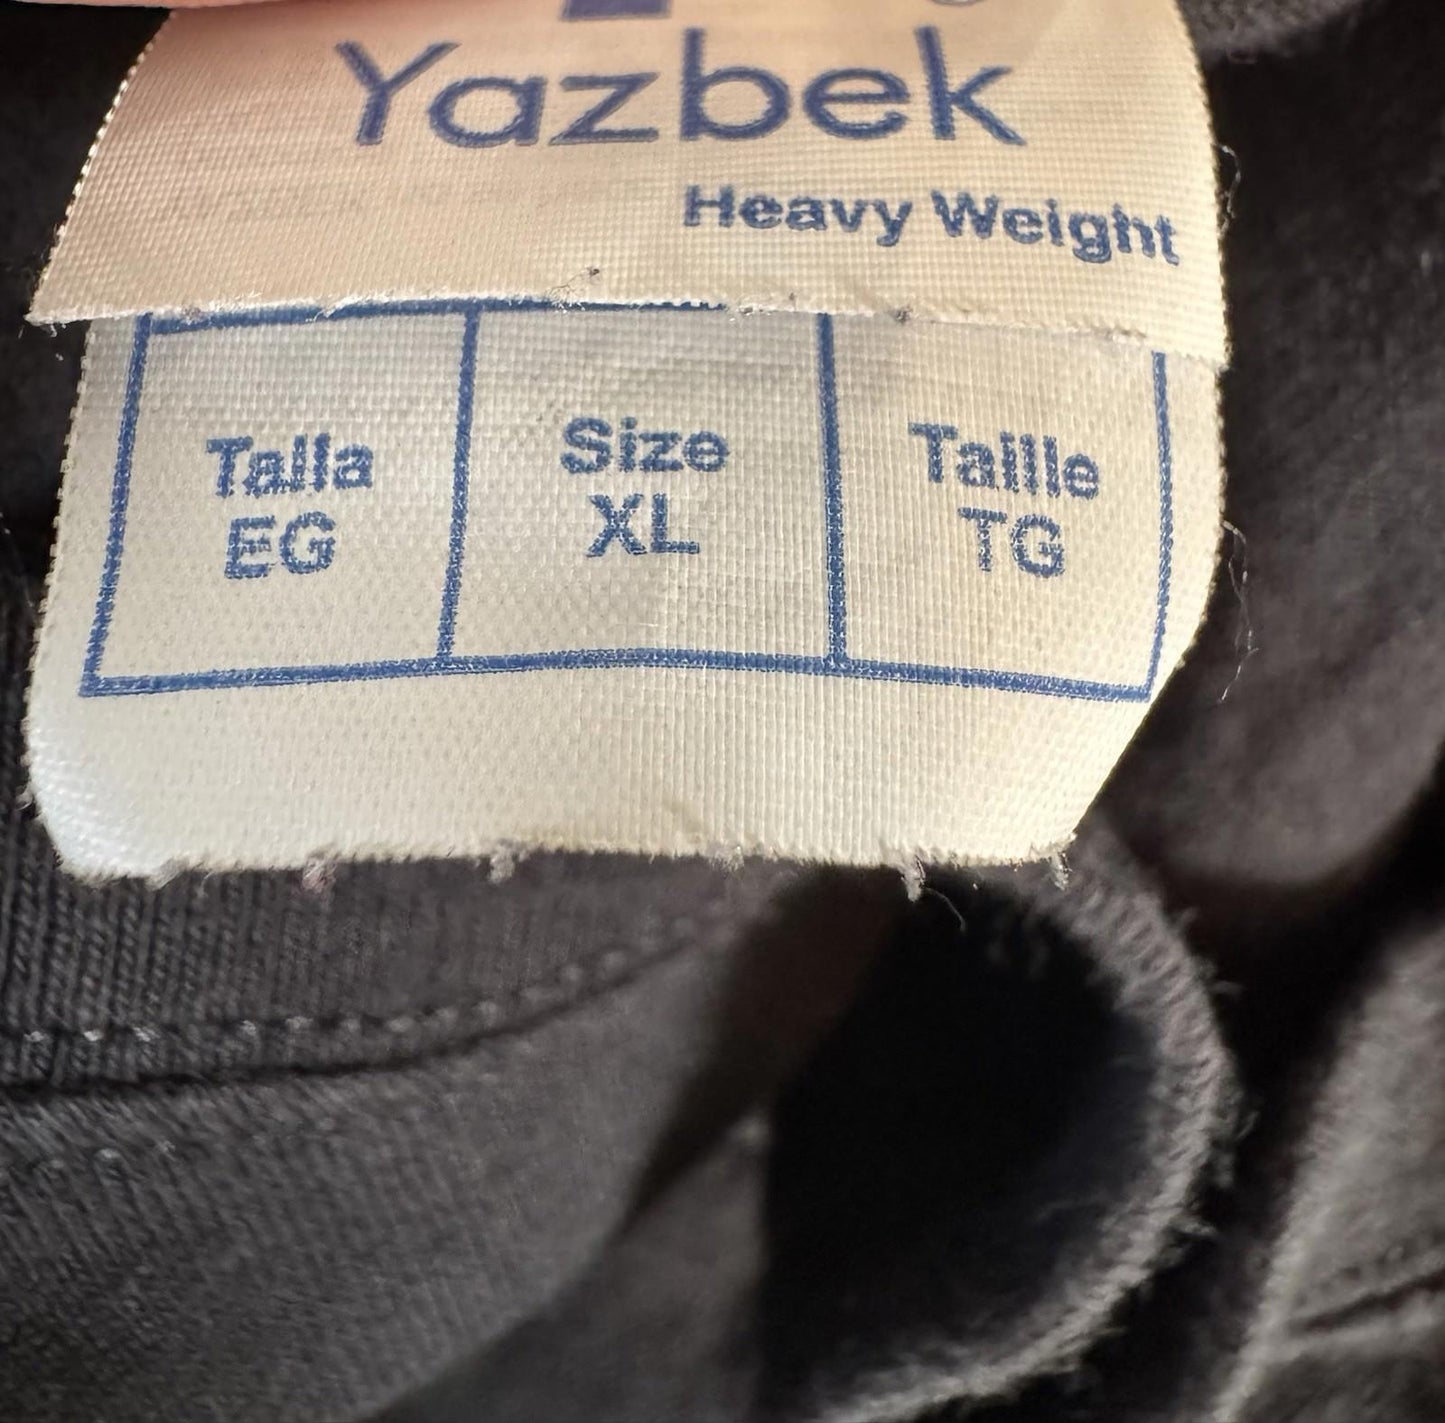 Yazbek
Heavy Weight
Talla
EG
Size
XL
Taille
TG